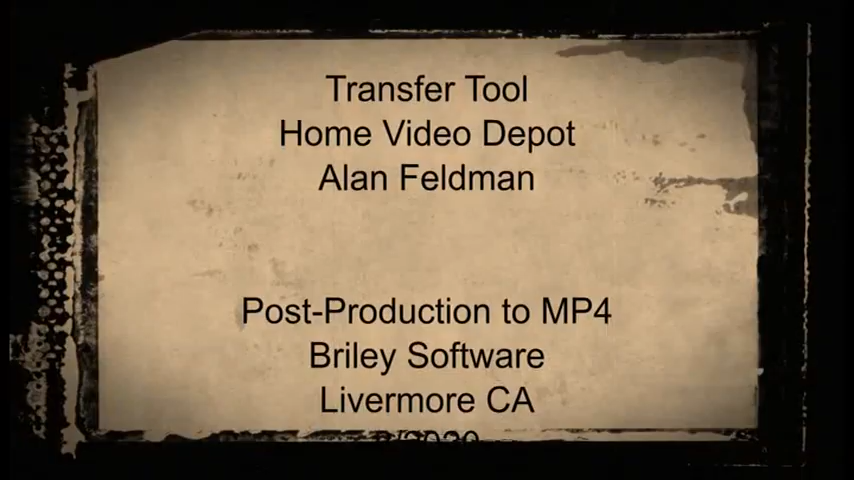 Transfer Tool
Home Video Depot
Alan Feldman
Post-Production to MP4
Briley Software
Livermore CA